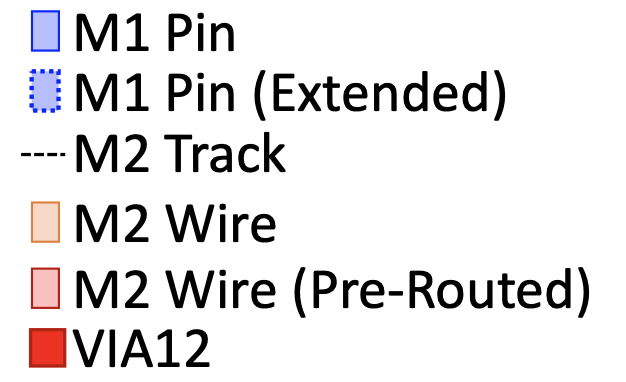 M1 Pin
M1 Pin (Extended)
M2 Track
M2 Wire
M2 Wire (Pre-Routed)
VIA12